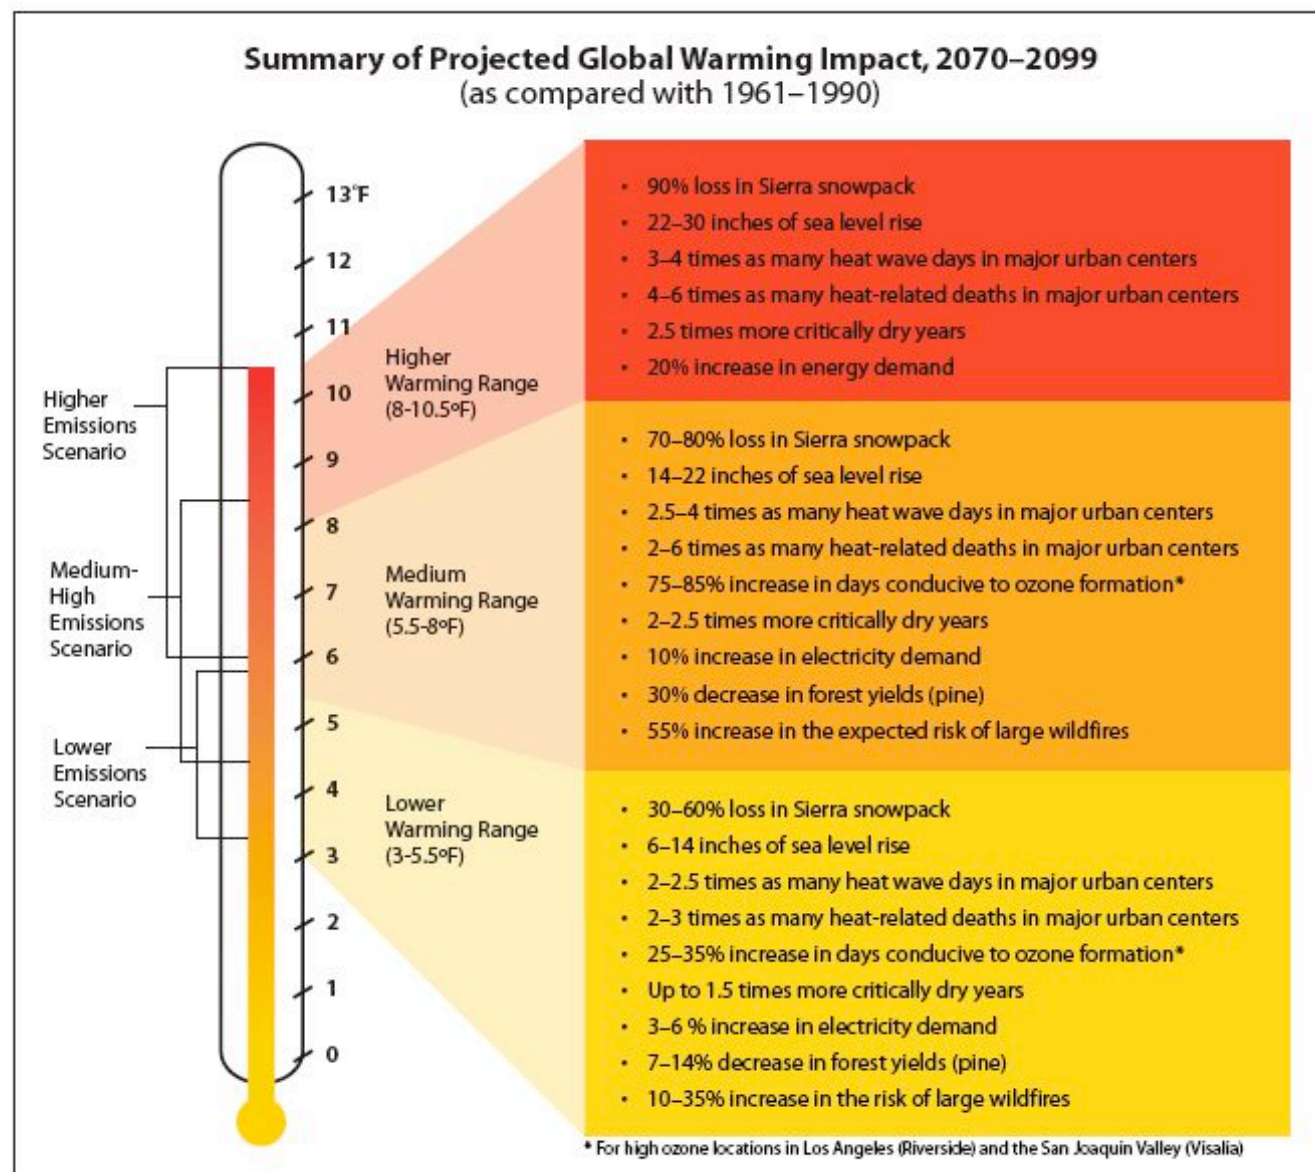 Summary of Projected Global Warming Impact, 2070–2099
(as compared with 1961–1990)
13°F
12
11
10
9
8
7
6
5
4
3
2
1
0
Higher
Emissions
Scenario
Medium-
High
Emissions
Scenario
Lower
Emissions
Scenario
Higher
Warming Range
(8-10.5ºF)
Medium
Warming Range
(5.5-8ºF)
Lower
Warming Range
(3-5.5ºF)
• 90% loss in Sierra snowpack
• 22–30 inches of sea level rise
• 3–4 times as many heat wave days in major urban centers
• 4–6 times as many heat-related deaths in major urban centers
• 2.5 times more critically dry years
• 20% increase in energy demand
• 70–80% loss in Sierra snowpack
• 14–22 inches of sea level rise
• 2.5–4 times as many heat wave days in major urban centers
• 2–6 times as many heat-related deaths in major urban centers
• 75–85% increase in days conducive to ozone formation*
• 2–2.5 times more critically dry years
• 10% increase in electricity demand
• 30% decrease in forest yields (pine)
• 55% increase in the expected risk of large wildfires
• 30–60% loss in Sierra snowpack
• 6–14 inches of sea level rise
• 2–2.5 times as many heat wave days in major urban centers
• 2–3 times as many heat-related deaths in major urban centers
• 25–35% increase in days conducive to ozone formation*
• Up to 1.5 times more critically dry years
• 3–6 % increase in electricity demand
• 7–14% decrease in forest yields (pine)
• 10–35% increase in the risk of large wildfires
* For high ozone locations in Los Angeles (Riverside) and the San Joaquin Valley (Visalia)